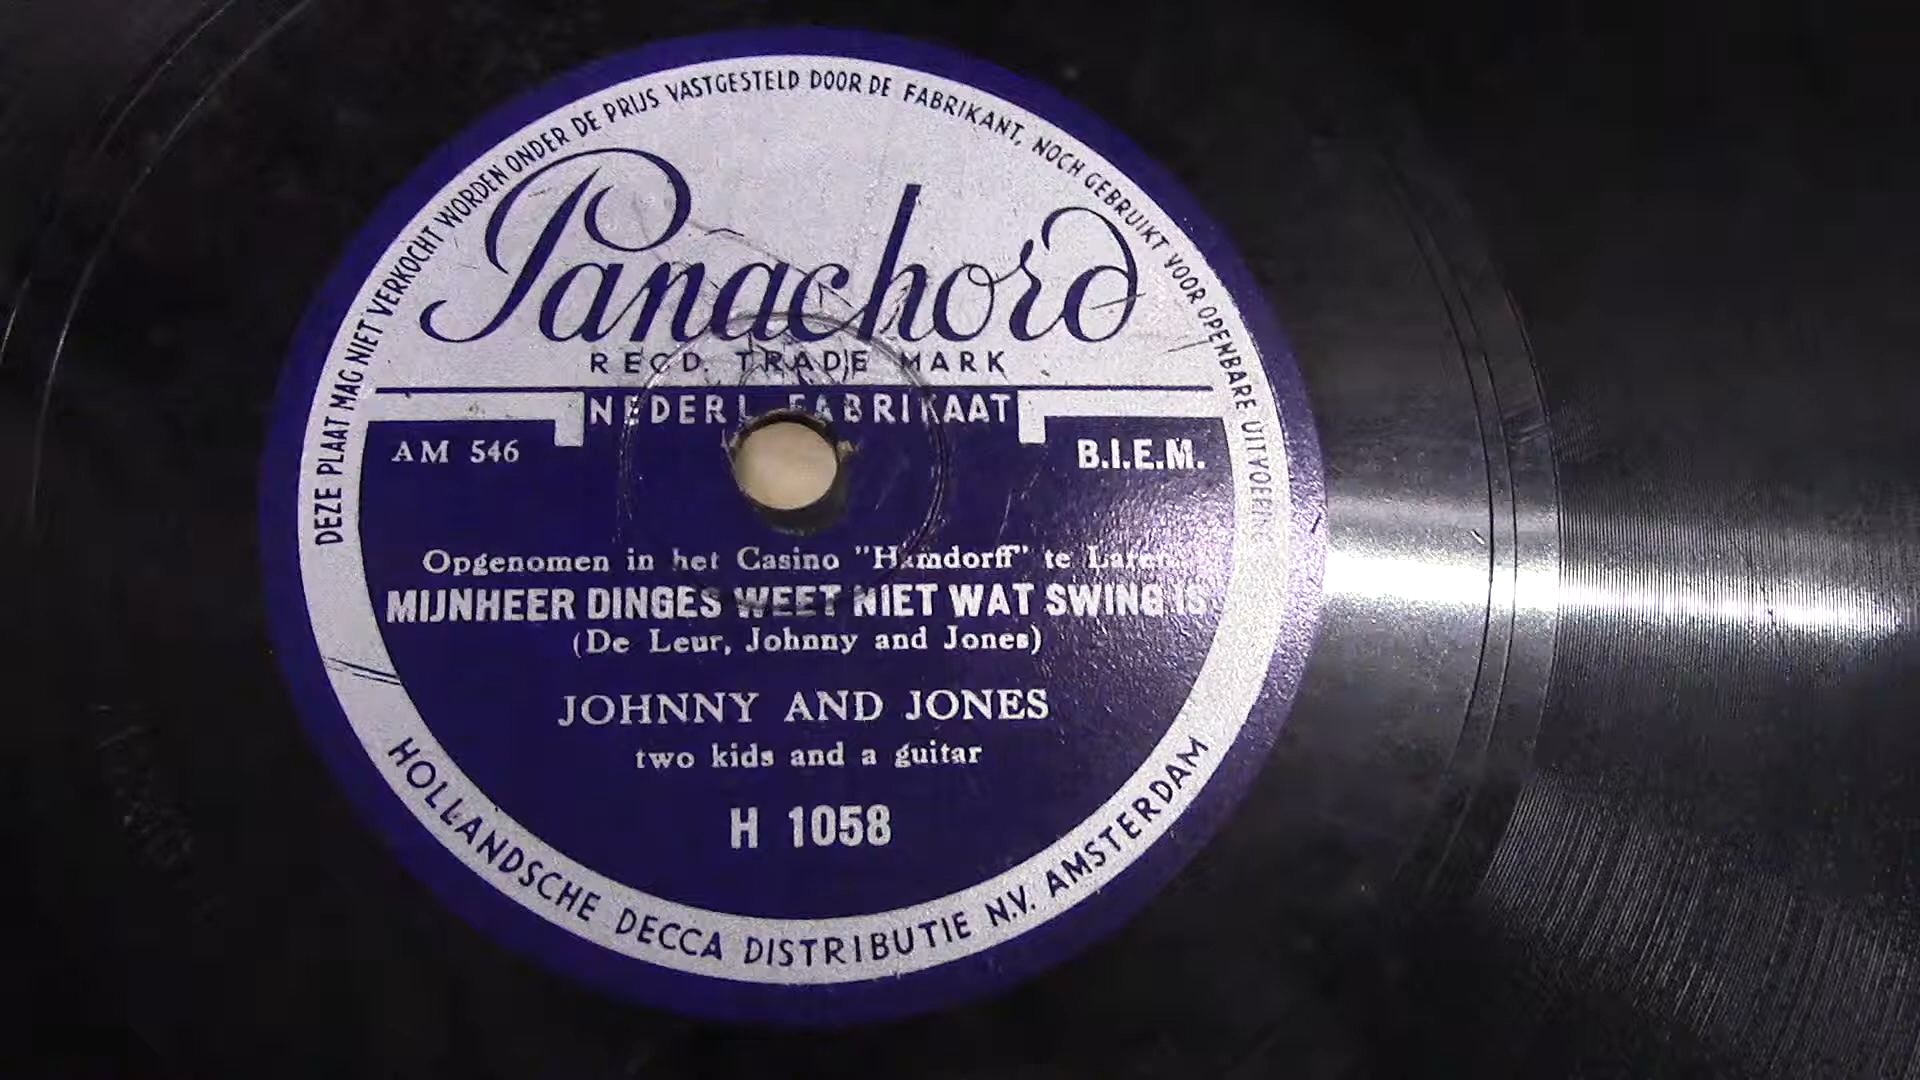 DEZE PLAAT MAG NIET VERKOCHT WORDEN ONDER DE PRIJS VASTGESTELD DOOR DE FABRIKANT, NOCH GEBRUIKT VOOR OPENBARE
Panachord
REGD. TRADE MARK
NEDERL. FABRIKAAT
AM 546
B.I.E.M.
Opgenomen in het Casino "Hamdorff" te Laren
MIJNHEER DINGES WEET NIET WAT SWING IS
(De Leur, Johnny and Jones)
JOHNNY AND JONES
two kids and a guitar
H 1058
HOLLANDSCHE DECCA DISTRIBUTIE N.V. AMSTERDAM